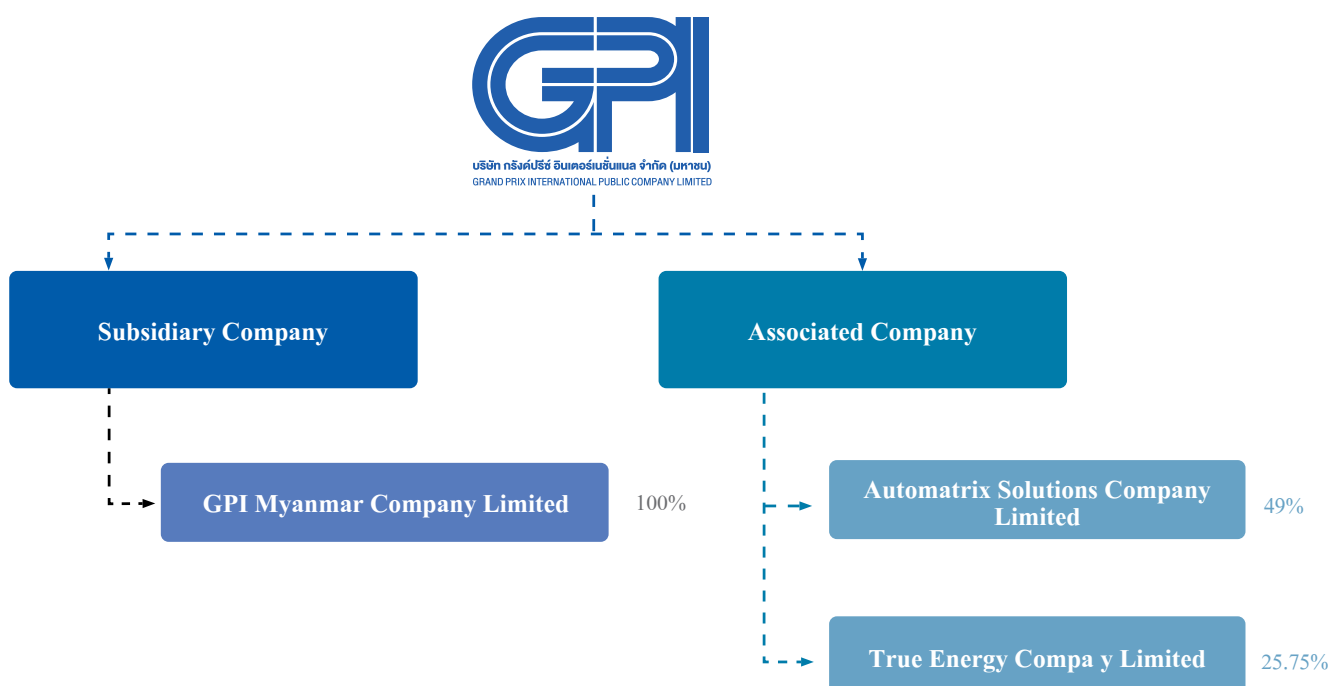 GPI
บริษัท กรังด์ปรีซ์ อินเตอร์เนชั่นแนล จำกัด (มหาชน)
GRAND PRIX INTERNATIONAL PUBLIC COMPANY LIMITED
Subsidiary Company
Associated Company
GPI Myanmar Company Limited
100%
Automatrix Solutions Company
Limited
49%
True Energy Compa y Limited
25.75%